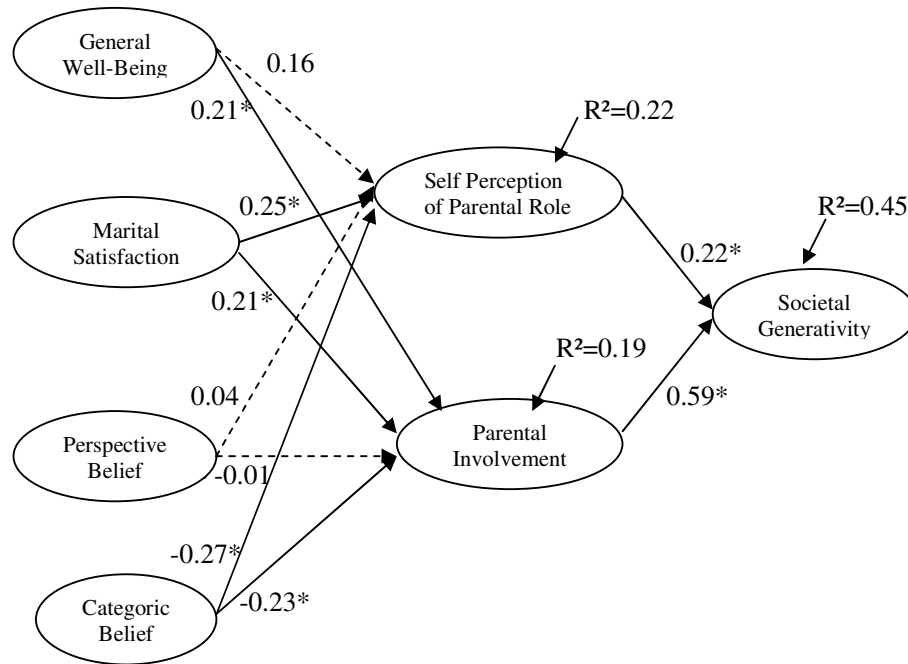 General
Well-Being
0.16
0.21*
R²=0.22
Self Perception
of Parental Role
0.25*
R²=0.45
Marital
Satisfaction
0.22*
0.21*
Societal
Generativity
R²=0.19
0.04
0.59*
Perspective
Belief
Parental
Involvement
-0.01
-0.27*
-0.23*
Categoric
Belief